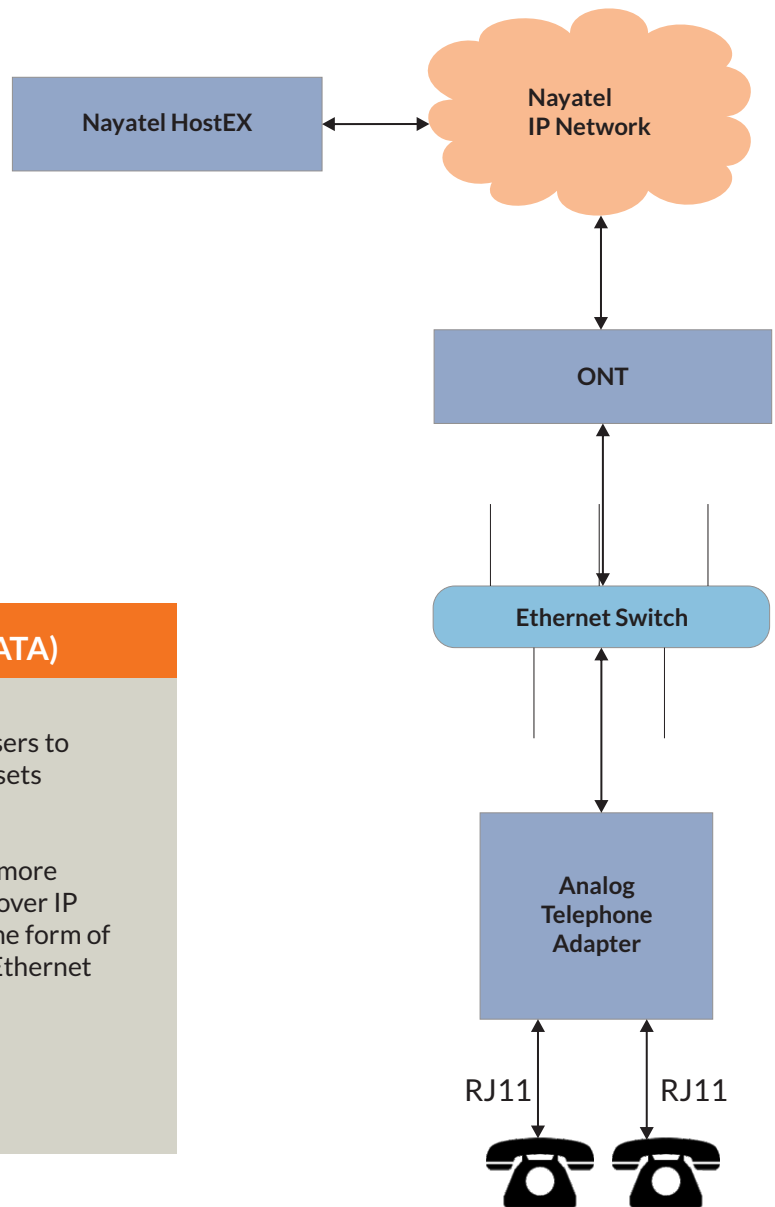 Nayatel HostEX
Nayatel
IP Network
ONT
Ethernet Switch
Analog
Telephone
Adapter
RJ11
RJ11
ATA)
sers to
sets
more
over IP
he form of
Ethernet